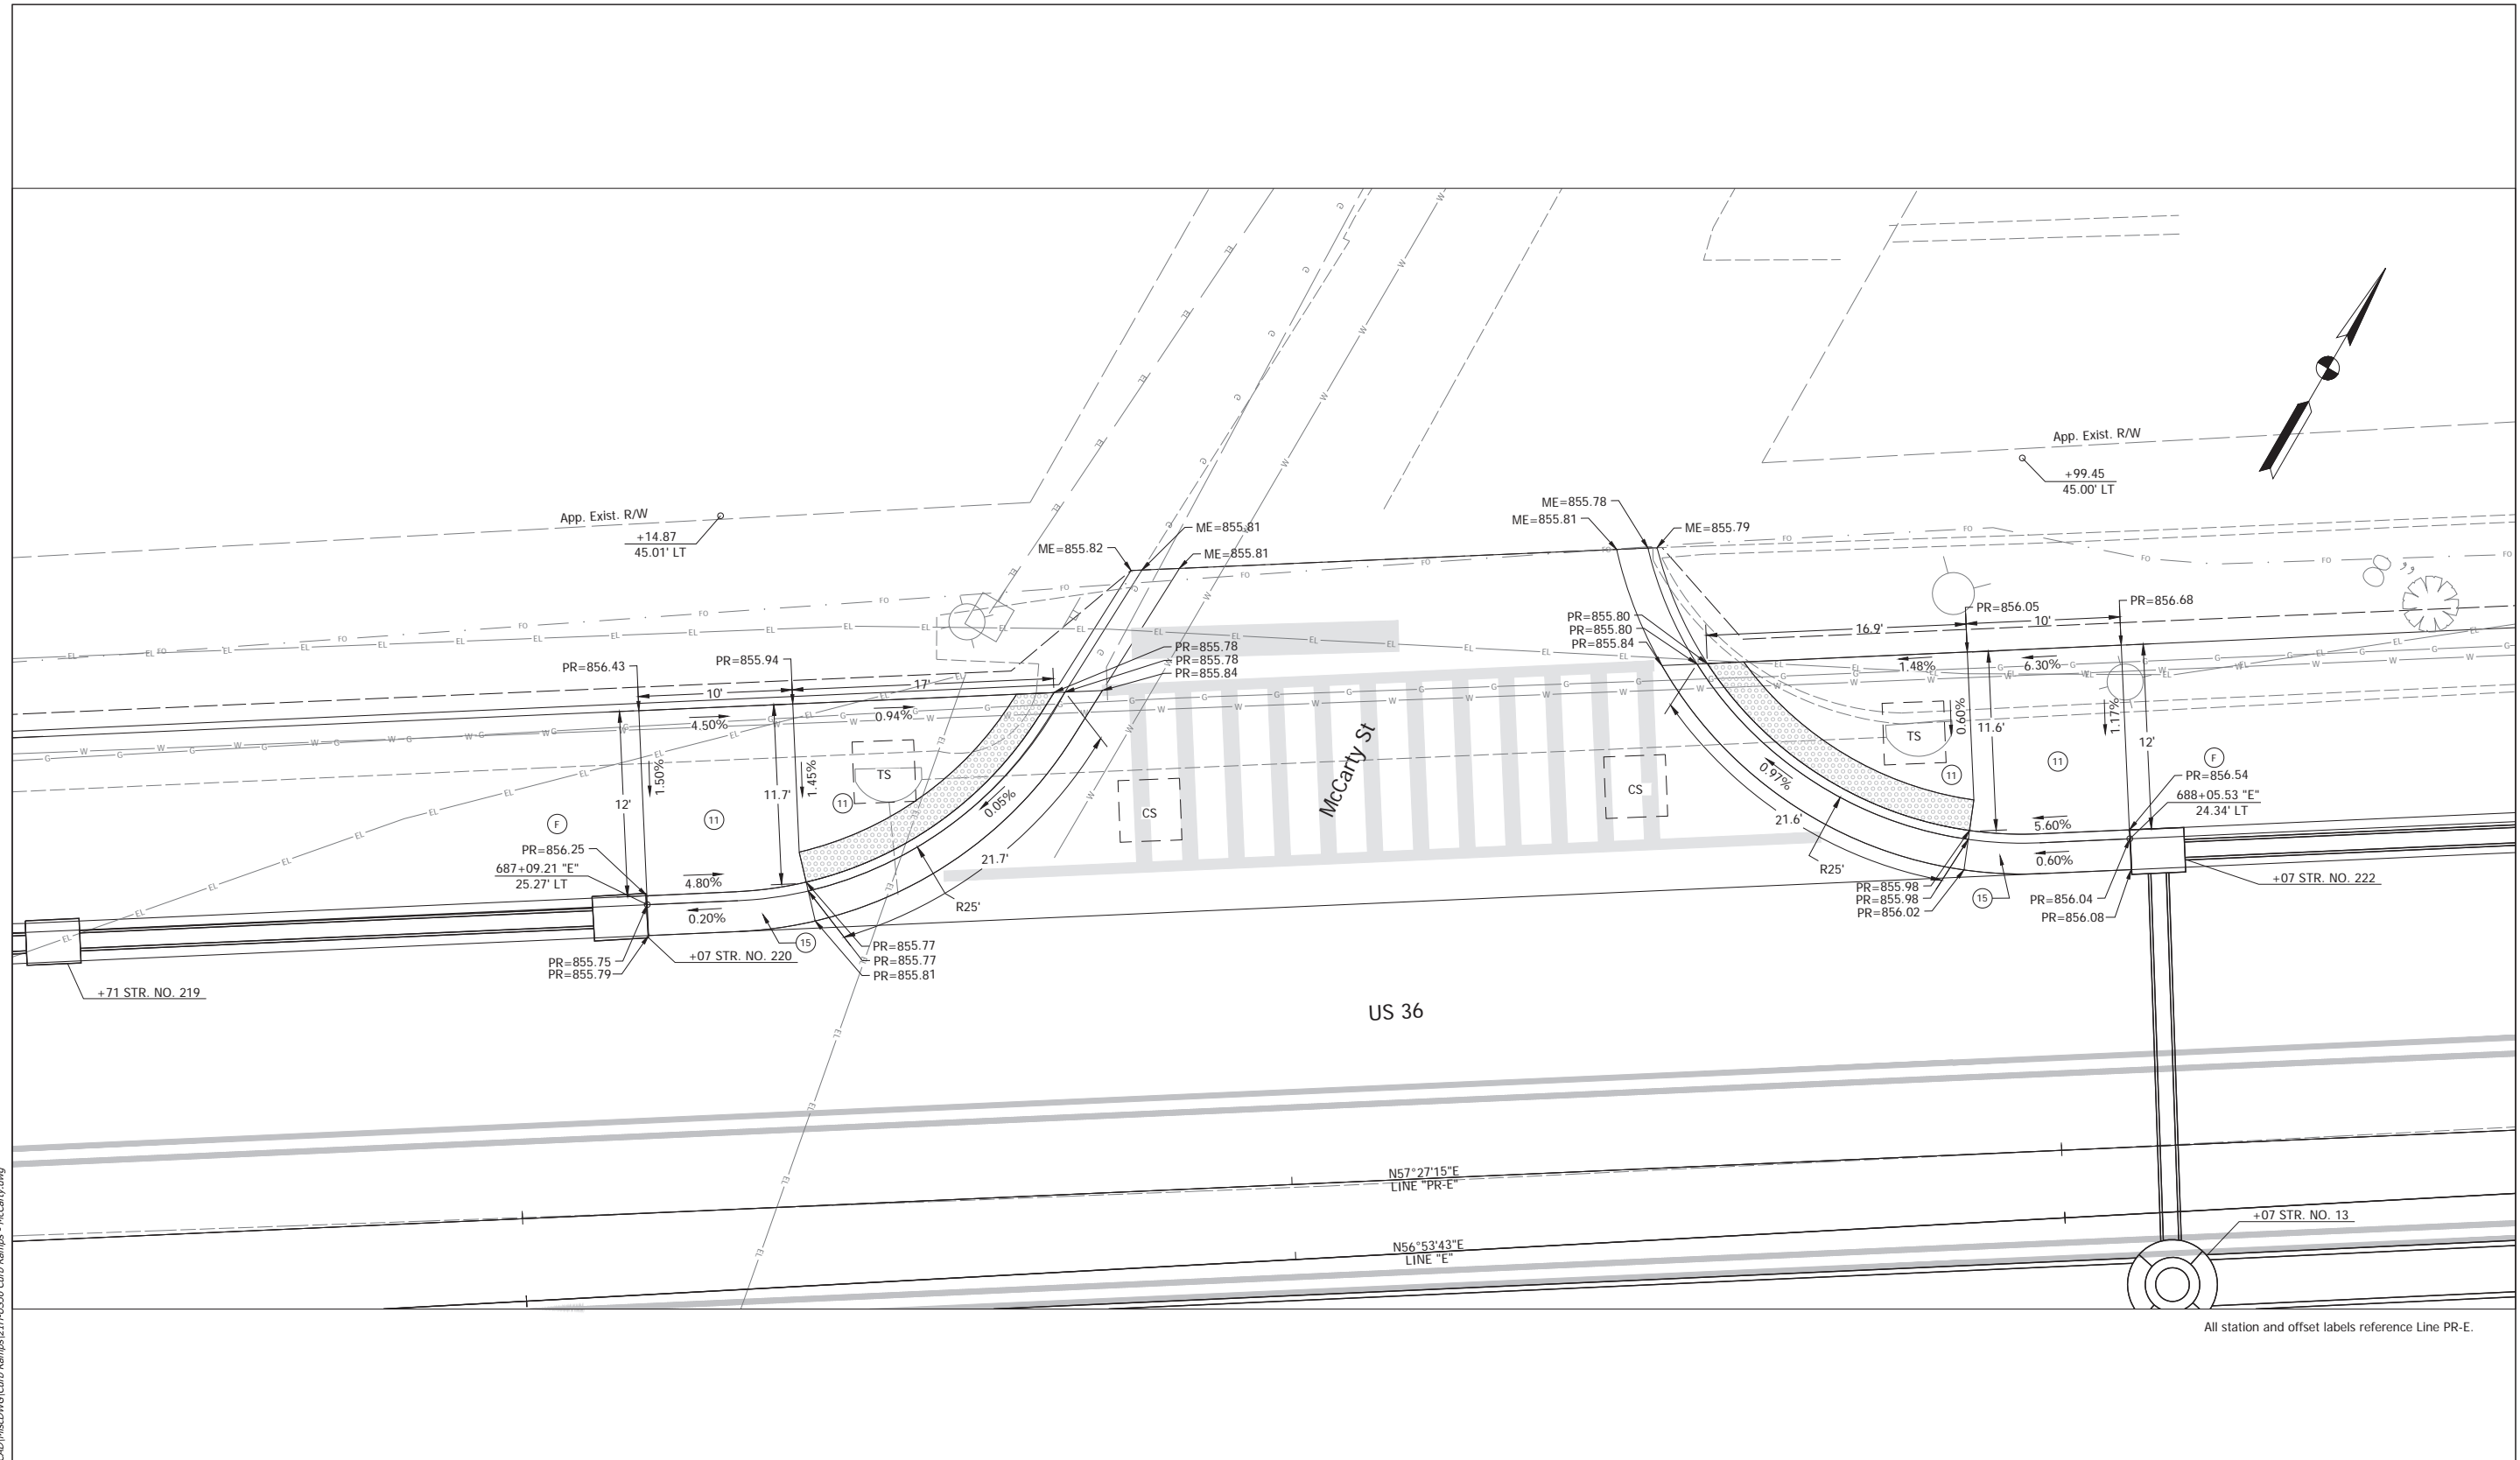 App. Exist. R/W
+99.45
45.00' LT
App. Exist. R/W
+14.87
45.01' LT
ME=855.82
ME=855.81
ME=855.81
ME=855.78
ME=855.81
ME=855.79
PR=855.80
PR=855.80
PR=855.84
PR=856.05
PR=856.68
16.9'
10'
1.48%
6.30%
PR=856.43
PR=855.94
10'
17'
4.50%
0.94%
PR=855.78
PR=855.78
PR=855.84
1.50%
1.45%
12'
11.7'
TS
11
11
F
0.05%
21.7'
R25'
CS
McCarty St
CS
0.97%
21.6'
R25'
TS
0.60%
11.6'
11
11
1.17%
12'
F
PR=856.54
688+05.53 "E"
24.34' LT
5.60%
0.60%
+07 STR. NO. 222
PR=855.98
PR=855.98
PR=856.02
15
PR=856.04
PR=856.08
PR=856.25
687+09.21 "E"
25.27' LT
4.80%
0.20%
15
PR=855.75
PR=855.79
+07 STR. NO. 220
PR=855.77
PR=855.77
PR=855.81
+71 STR. NO. 219
US 36
N57°27'15"E
LINE "PR-E"
N56°53'43"E
LINE "E"
+07 STR. NO. 13
All station and offset labels reference Line PR-E.